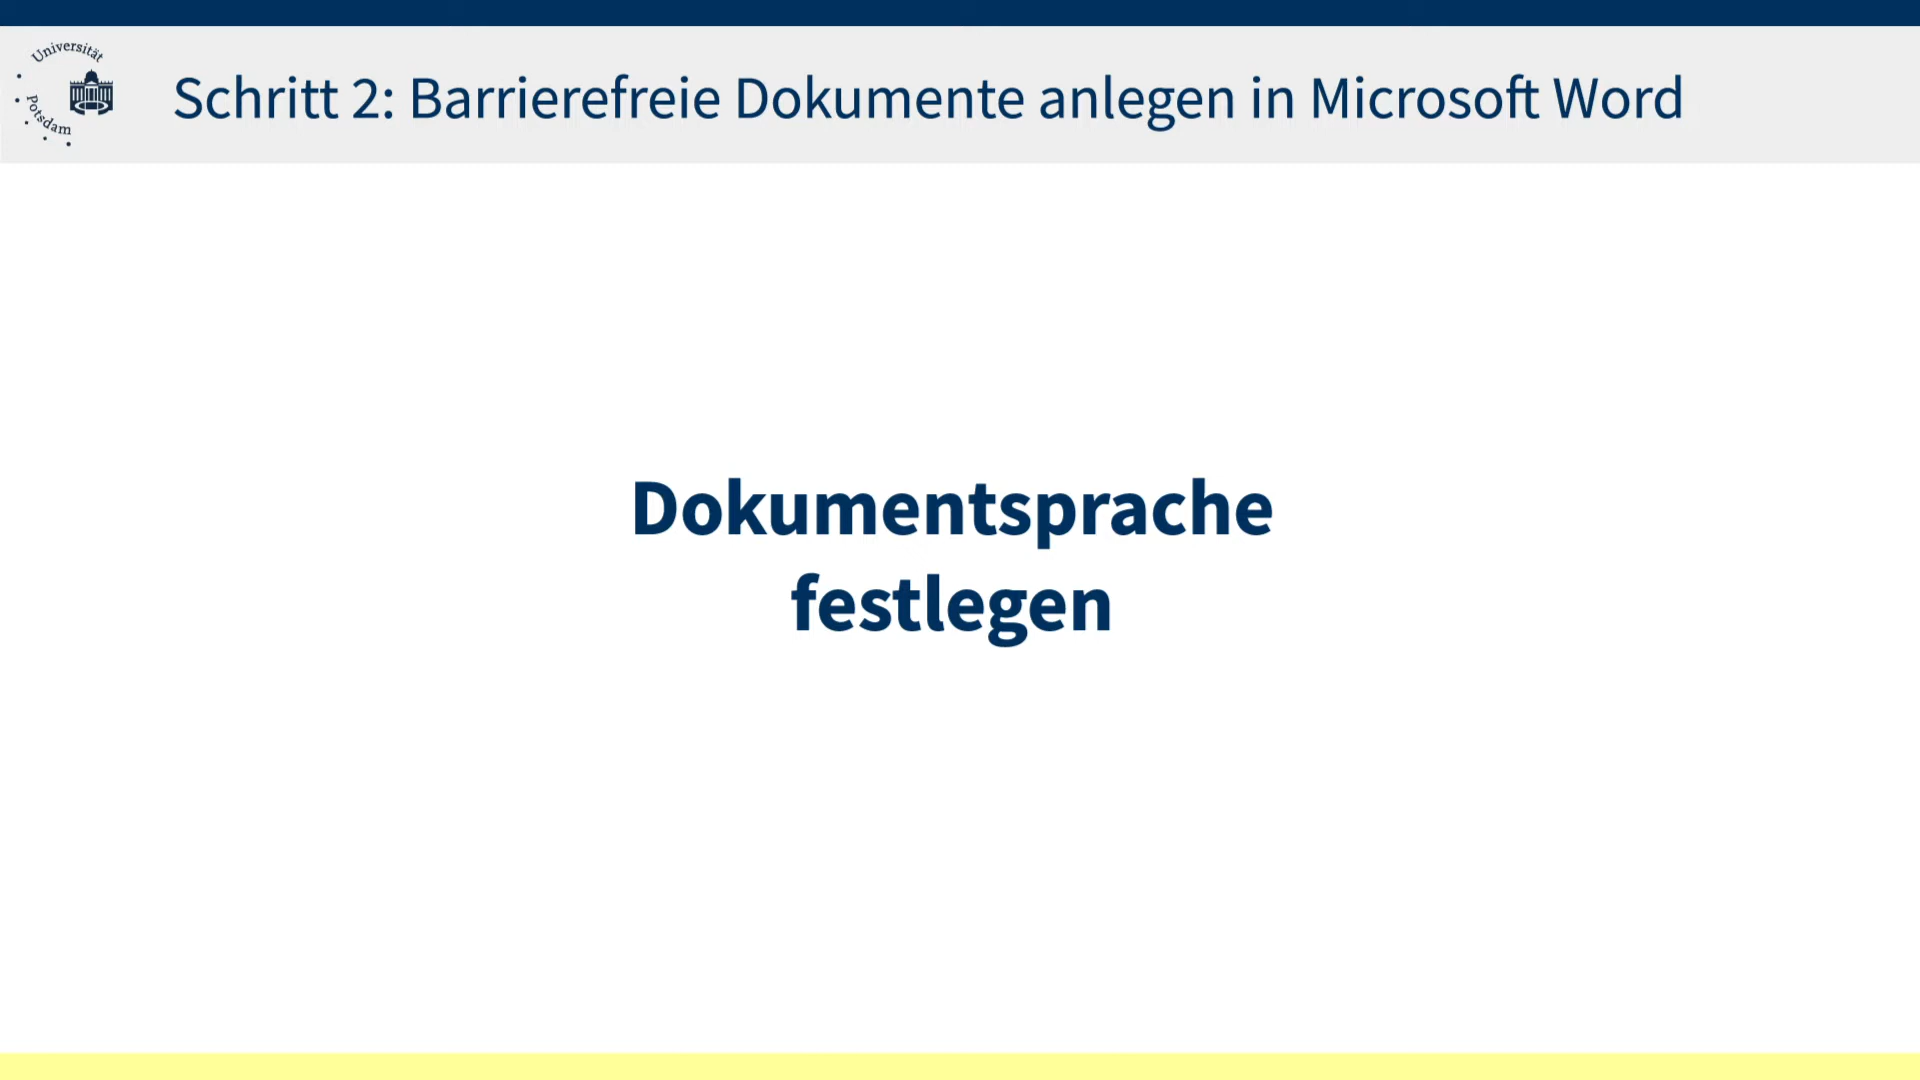 Universität
Potsdam
Schritt 2: Barrierefreie Dokumente anlegen in Microsoft Word
Dokumentsprache
festlegen